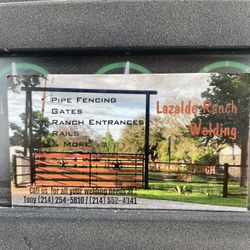 Pipe Fencing
Gates
Ranch Entrances
Rails
& More
Lazalde Ranch
Welding
RANCH
Call us for all your welding needs at:
Tony (214) 254-5810 / (214) 552-4341